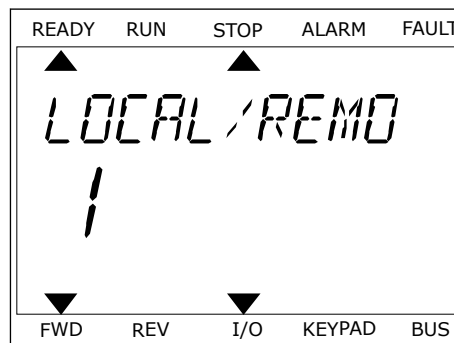 READY RUN STOP ALARM FAULT
LOCAL/REMO
1
FWD REV I/O KEYPAD BUS